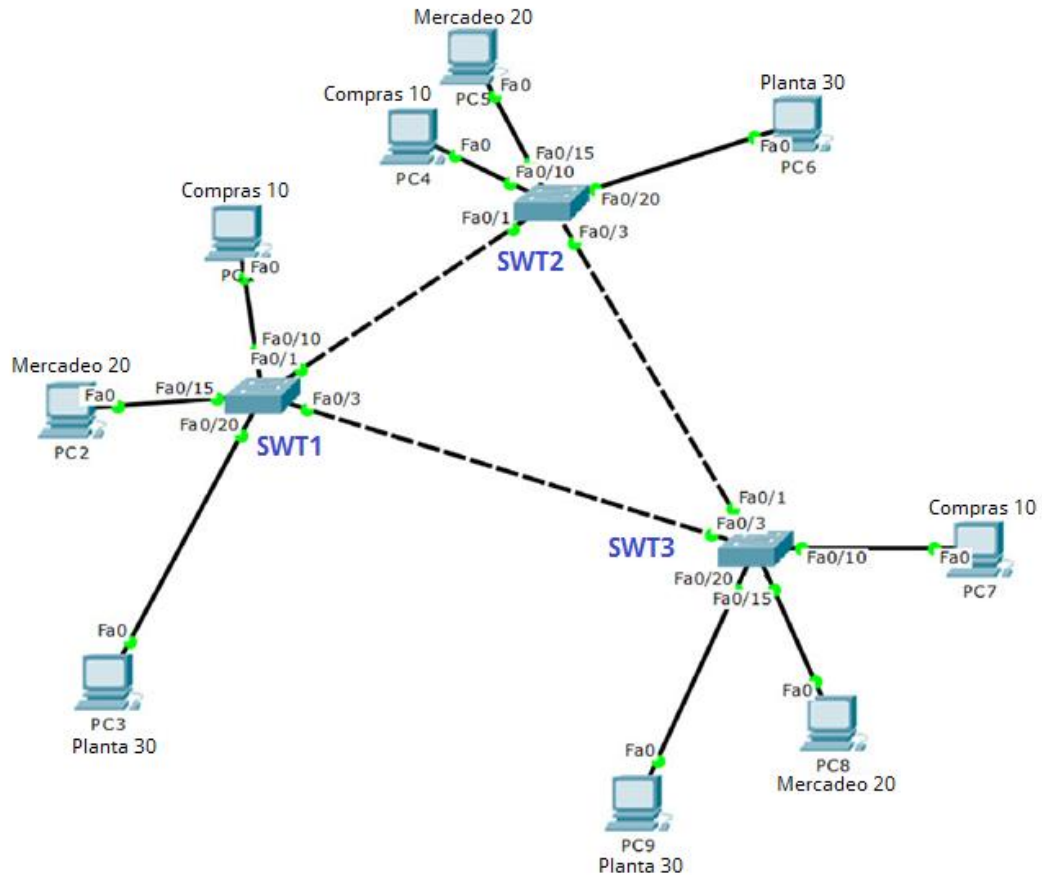 Mercadeo 20
Fa0
PC5
Compras 10
Fa0
PC4
Planta 30
Fa0
PC6
Fa0/15
Fa0/10
Fa0/20
Fa0/1
Fa0/3
SWT2
Compras 10
Fa0
Mercadeo 20
Fa0
PC2
Fa0/10
Fa0/1
Fa0/15
Fa0/3
Fa0/20
SWT1
Fa0
PC3
Planta 30
Fa0/1
Fa0/3
SWT3
Fa0/10
Fa0/20
Fa0/15
Compras 10
Fa0
PC7
Fa0
PC8
Mercadeo 20
Fa0
PC9
Planta 30